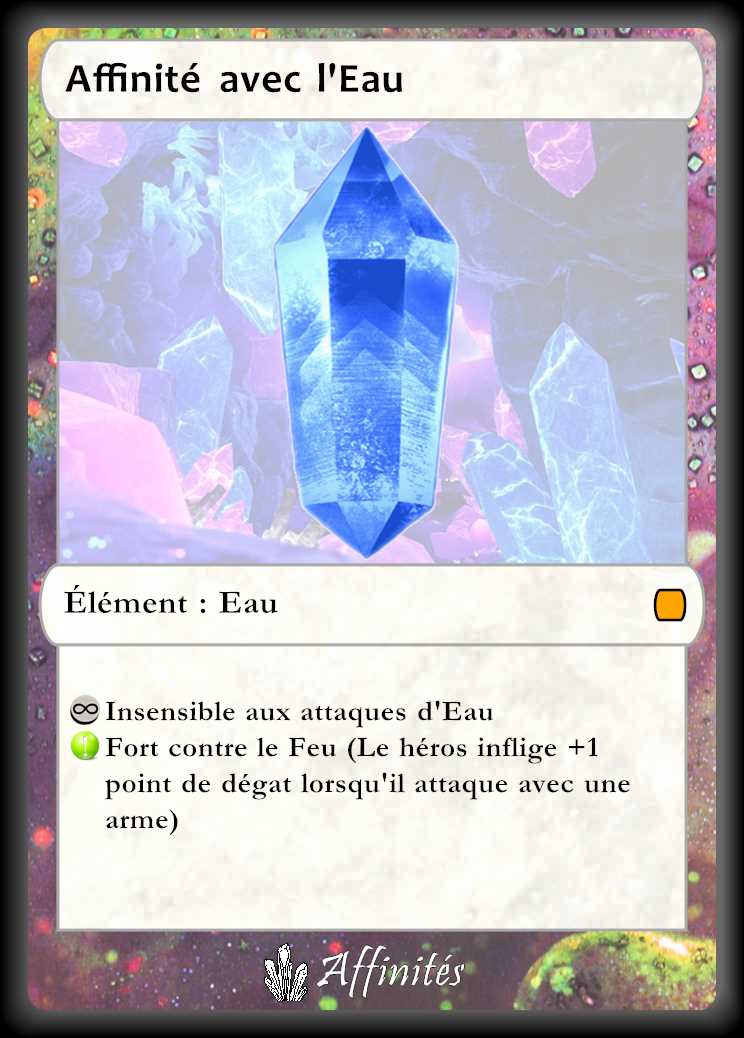 Affinité avec l'Eau
Élément : Eau
Insensible aux attaques d'Eau
Fort contre le Feu (Le héros inflige +1
point de dégat lorsqu'il attaque avec une
arme)
Affinités